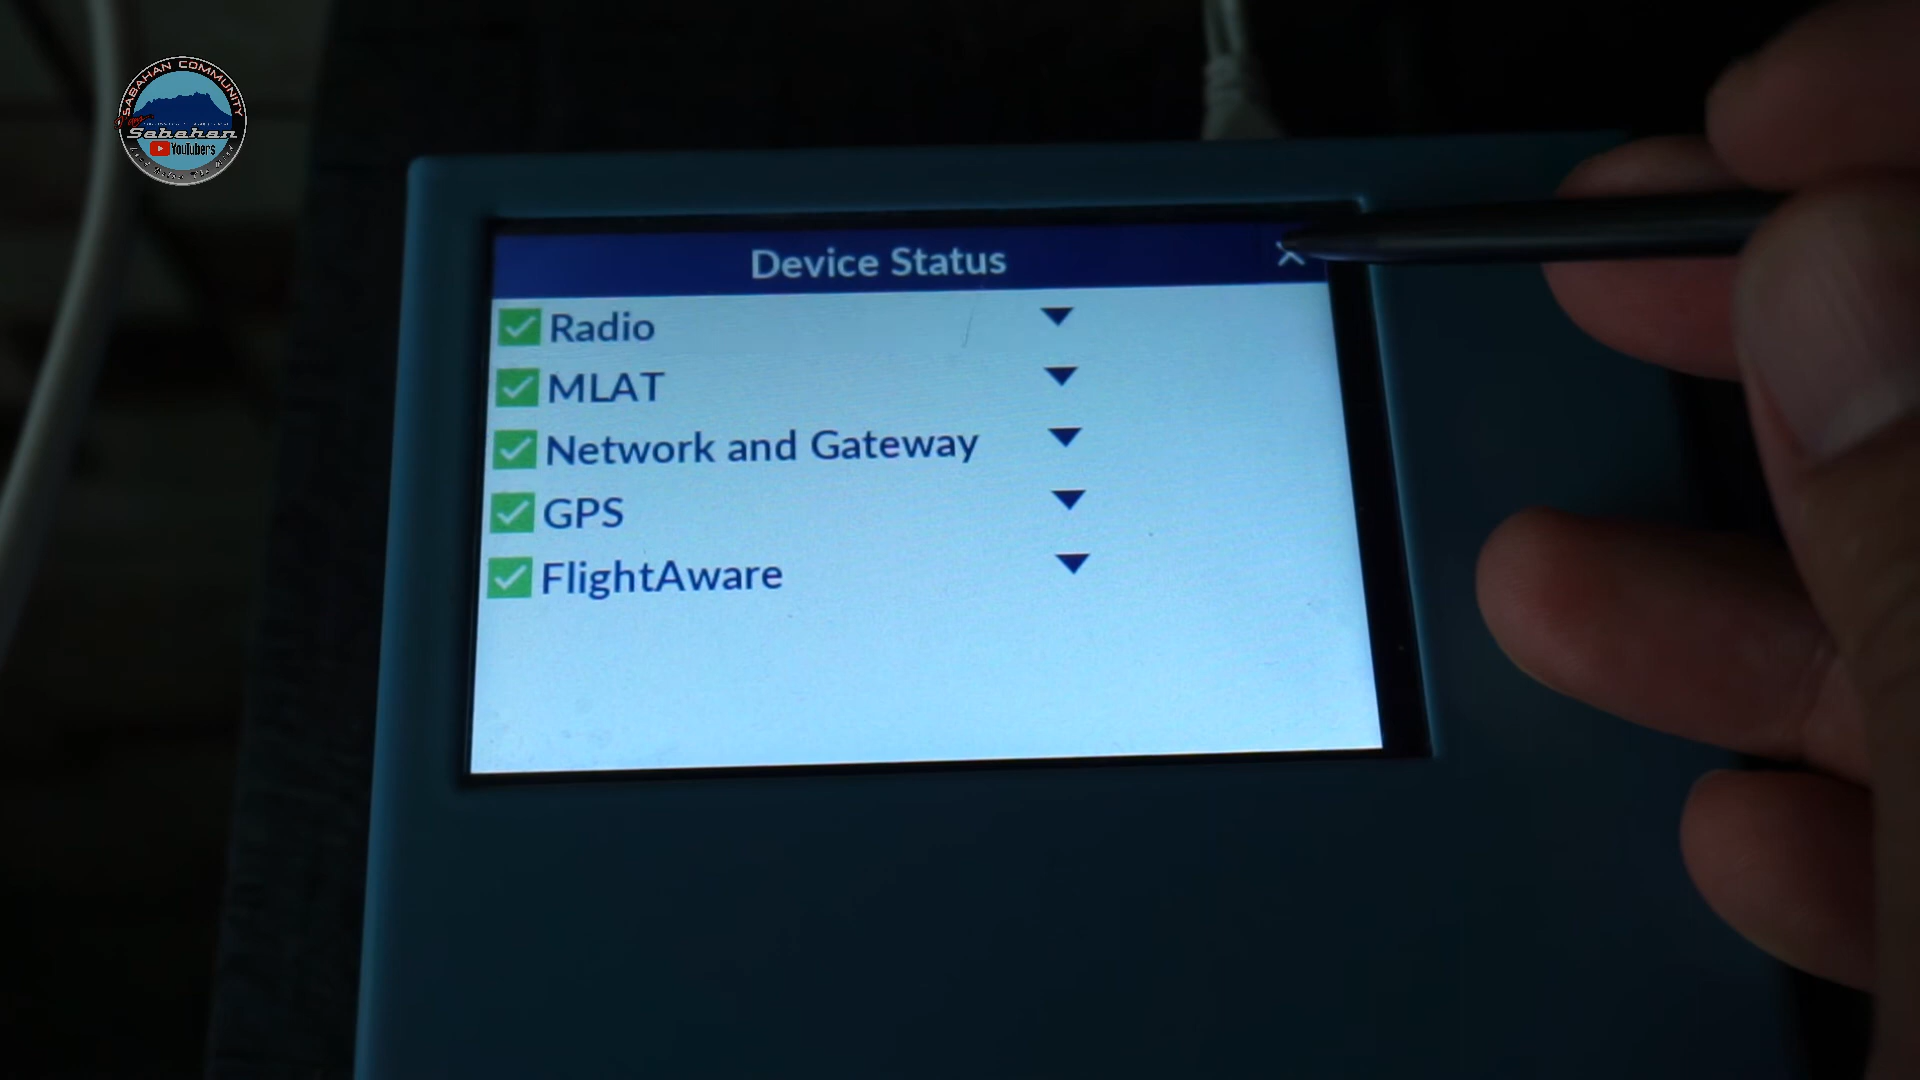 SABAHAN COMMUNITY
Sabahan
YouTubers
Device Status
Radio
MLAT
Network and Gateway
GPS
FlightAware